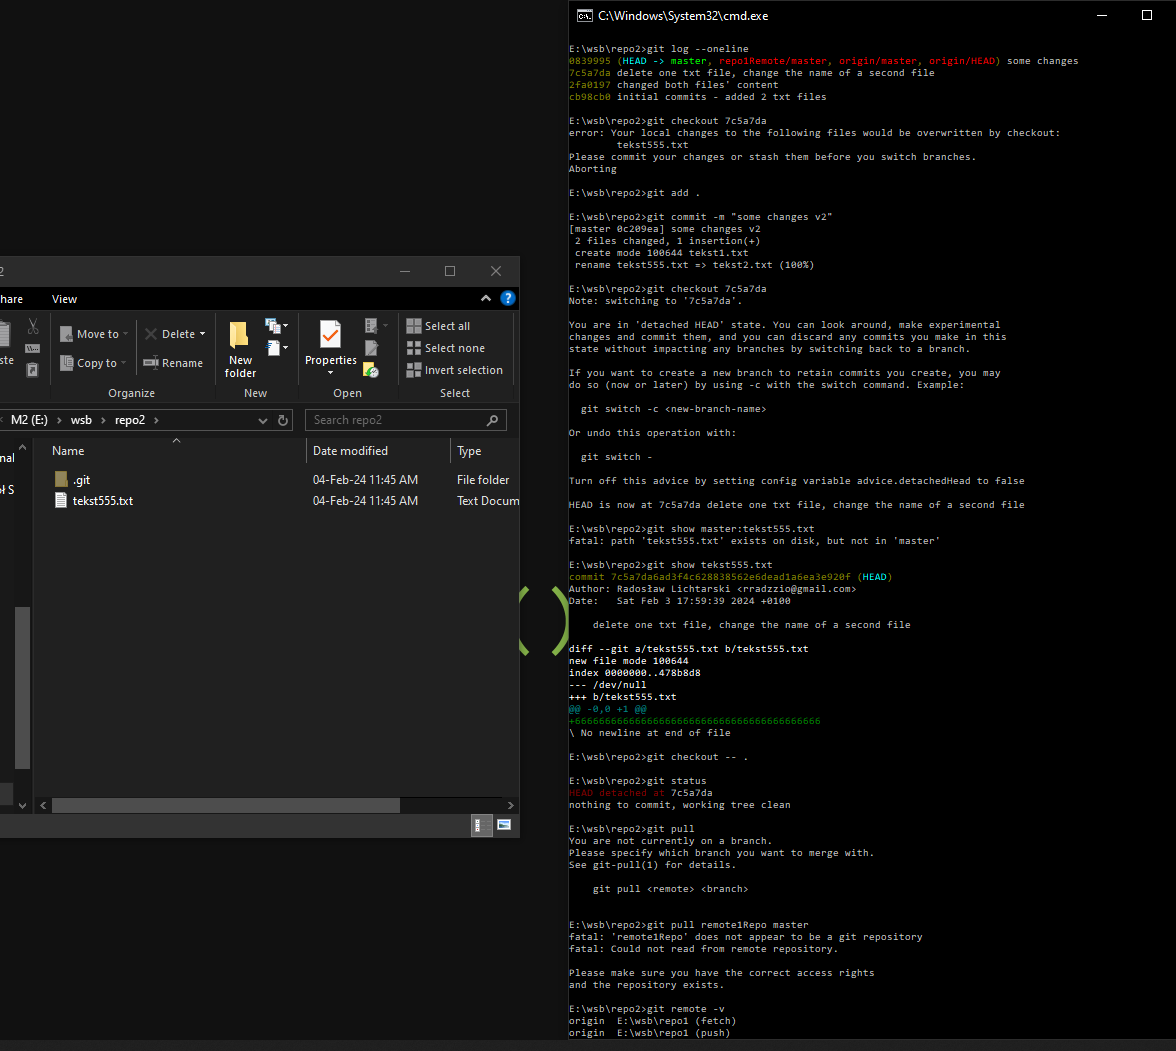 2
hare View
ste
Move to
Copy to
Delete
Rename
Organize
New
folder
New
Properties
Open
Select all
Select none
Invert selection
Select
M2 (E:) > wsb > repo2 >
Search repo2
nal
ół S
Name Date modified Type
.git 04-Feb-24 11:45 AM File folder
tekst555.txt 04-Feb-24 11:45 AM Text Docum
C:\Windows\System32\cmd.exe
E:\wsb\repo2>git log --oneline
0839995 (HEAD -> master, repo1Remote/master, origin/master, origin/HEAD) some changes
7c5a7da delete one txt file, change the name of a second file
2fa0197 changed both files' content
cb98cb0 initial commits - added 2 txt files
E:\wsb\repo2>git checkout 7c5a7da
error: Your local changes to the following files would be overwritten by checkout:
tekst555.txt
Please commit your changes or stash them before you switch branches.
Aborting
E:\wsb\repo2>git add .
E:\wsb\repo2>git commit -m "some changes v2"
[master 0c209ea] some changes v2
2 files changed, 1 insertion(+)
create mode 100644 tekst1.txt
rename tekst555.txt => tekst2.txt (100%)
E:\wsb\repo2>git checkout 7c5a7da
Note: switching to '7c5a7da'.
You are in 'detached HEAD' state. You can look around, make experimental
changes and commit them, and you can discard any commits you make in this
state without impacting any branches by switching back to a branch.
If you want to create a new branch to retain commits you create, you may
do so (now or later) by using -c with the switch command. Example:
git switch -c <new-branch-name>
Or undo this operation with:
git switch -
Turn off this advice by setting config variable advice.detachedHead to false
HEAD is now at 7c5a7da delete one txt file, change the name of a second file
E:\wsb\repo2>git show master:tekst555.txt
fatal: path 'tekst555.txt' exists on disk, but not in 'master'
E:\wsb\repo2>git show tekst555.txt
commit 7c5a7da6ad3f4c628838562e6dead1a6ea3e920f (HEAD)
Author: Radosław Lichtarski <rradzzio@gmail.com>
Date: Sat Feb 3 17:59:39 2024 +0100
delete one txt file, change the name of a second file
diff --git a/tekst555.txt b/tekst555.txt
new file mode 100644
index 0000000..478b8d8
--- /dev/null
+++ b/tekst555.txt
@@ -0,0 +1 @@
+66666666666666666666666666666666666666666
\ No newline at end of file
E:\wsb\repo2>git checkout -- .
E:\wsb\repo2>git status
HEAD detached at 7c5a7da
nothing to commit, working tree clean
E:\wsb\repo2>git pull
You are not currently on a branch.
Please specify which branch you want to merge with.
See git-pull(1) for details.
git pull <remote> <branch>
E:\wsb\repo2>git pull remote1Repo master
fatal: 'remote1Repo' does not appear to be a git repository
fatal: Could not read from remote repository.
Please make sure you have the correct access rights
and the repository exists.
E:\wsb\repo2>git remote -v
origin E:\wsb\repo1 (fetch)
origin E:\wsb\repo1 (push)